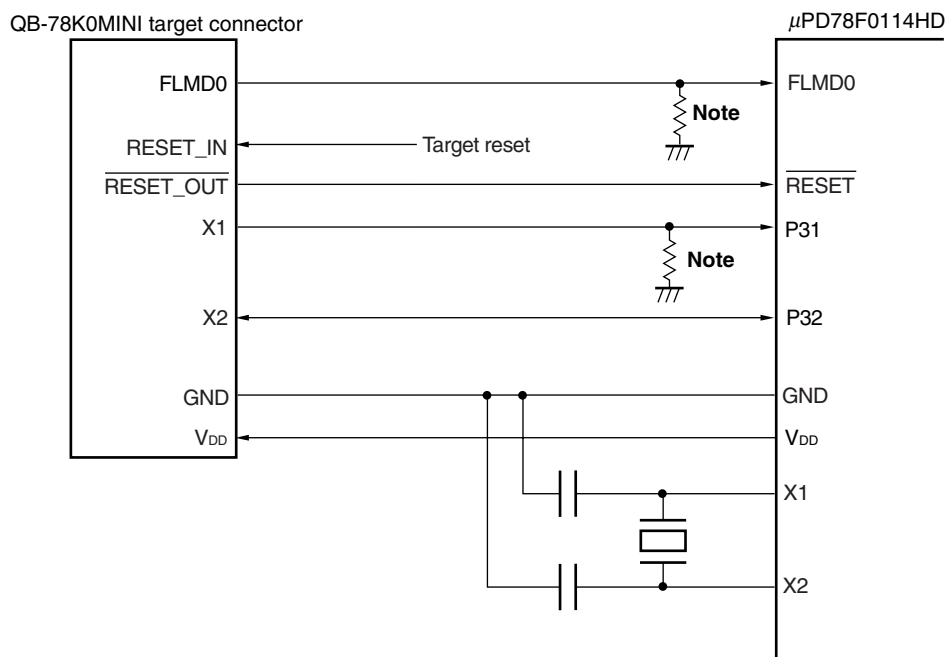 QB-78K0MINI target connector
μPD78F0114HD
FLMD0
FLMD0
Note
RESET_IN
Target reset
RESET_OUT
RESET
X1
P31
Note
X2
P32
GND
GND
VDD
VDD
X1
X2